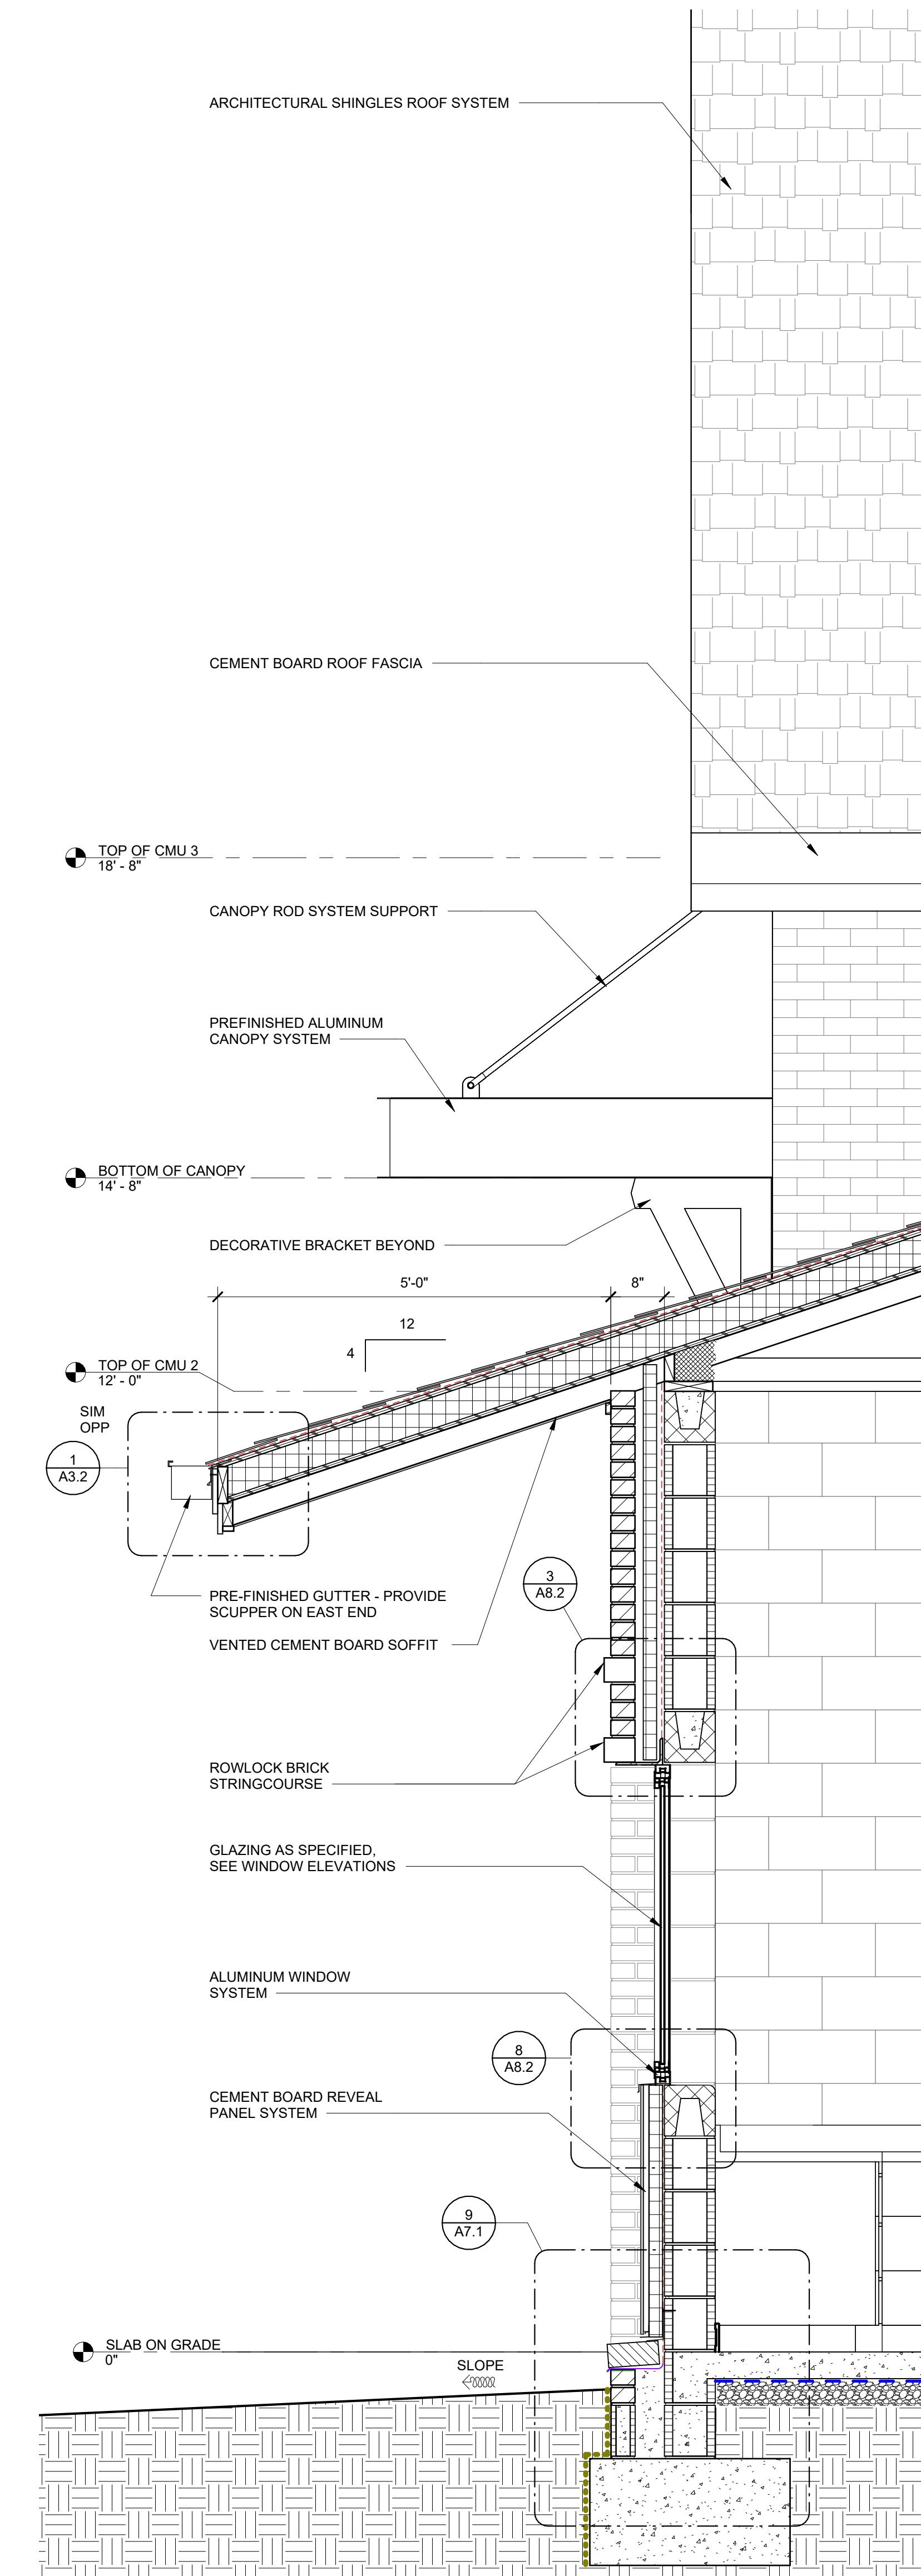 ARCHITECTURAL SHINGLES ROOF SYSTEM
CEMENT BOARD ROOF FASCIA
TOP OF CMU 3
18' - 8"
CANOPY ROD SYSTEM SUPPORT
PREFINISHED ALUMINUM
CANOPY SYSTEM
BOTTOM OF CANOPY
14' - 8"
DECORATIVE BRACKET BEYOND
5'-0"
8"
12
4
TOP OF CMU 2
12' - 0"
SIM
OPP
1
A3.2
3
A8.2
PRE-FINISHED GUTTER - PROVIDE
SCUPPER ON EAST END
VENTED CEMENT BOARD SOFFIT
ROWLOCK BRICK
STRINGCOURSE
GLAZING AS SPECIFIED,
SEE WINDOW ELEVATIONS
ALUMINUM WINDOW
SYSTEM
8
A8.2
CEMENT BOARD REVEAL
PANEL SYSTEM
9
A7.1
SLAB ON GRADE
0"
SLOPE